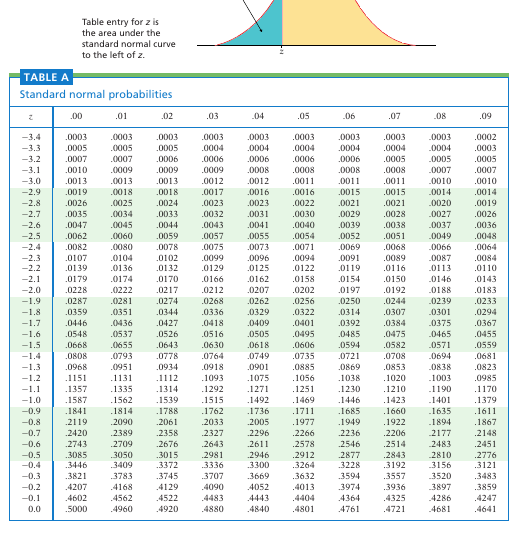 Table entry for z is
the area under the
standard normal curve
to the left of z.
z
TABLE A
Standard normal probabilities
z .00 .01 .02 .03 .04 .05 .06 .07 .08 .09
−3.4 .0003 .0003 .0003 .0003 .0003 .0003 .0003 .0003 .0003 .0002
−3.3 .0005 .0005 .0005 .0004 .0004 .0004 .0004 .0004 .0004 .0003
−3.2 .0007 .0007 .0006 .0006 .0006 .0006 .0006 .0005 .0005 .0005
−3.1 .0010 .0009 .0009 .0009 .0008 .0008 .0008 .0008 .0007 .0007
−3.0 .0013 .0013 .0013 .0012 .0012 .0011 .0011 .0011 .0010 .0010
−2.9 .0019 .0018 .0018 .0017 .0016 .0016 .0015 .0015 .0014 .0014
−2.8 .0026 .0025 .0024 .0023 .0023 .0022 .0021 .0021 .0020 .0019
−2.7 .0035 .0034 .0033 .0032 .0031 .0030 .0029 .0028 .0027 .0026
−2.6 .0047 .0045 .0044 .0043 .0041 .0040 .0039 .0038 .0037 .0036
−2.5 .0062 .0060 .0059 .0057 .0055 .0054 .0052 .0051 .0049 .0048
−2.4 .0082 .0080 .0078 .0075 .0073 .0071 .0069 .0068 .0066 .0064
−2.3 .0107 .0104 .0102 .0099 .0096 .0094 .0091 .0089 .0087 .0084
−2.2 .0139 .0136 .0132 .0129 .0125 .0122 .0119 .0116 .0113 .0110
−2.1 .0179 .0174 .0170 .0166 .0162 .0158 .0154 .0150 .0146 .0143
−2.0 .0228 .0222 .0217 .0212 .0207 .0202 .0197 .0192 .0188 .0183
−1.9 .0287 .0281 .0274 .0268 .0262 .0256 .0250 .0244 .0239 .0233
−1.8 .0359 .0351 .0344 .0336 .0329 .0322 .0314 .0307 .0301 .0294
−1.7 .0446 .0436 .0427 .0418 .0409 .0401 .0392 .0384 .0375 .0367
−1.6 .0548 .0537 .0526 .0516 .0505 .0495 .0485 .0475 .0465 .0455
−1.5 .0668 .0655 .0643 .0630 .0618 .0606 .0594 .0582 .0571 .0559
−1.4 .0808 .0793 .0778 .0764 .0749 .0735 .0721 .0708 .0694 .0681
−1.3 .0968 .0951 .0934 .0918 .0901 .0885 .0869 .0853 .0838 .0823
−1.2 .1151 .1131 .1112 .1093 .1075 .1056 .1038 .1020 .1003 .0985
−1.1 .1357 .1335 .1314 .1292 .1271 .1251 .1230 .1210 .1190 .1170
−1.0 .1587 .1562 .1539 .1515 .1492 .1469 .1446 .1423 .1401 .1379
−0.9 .1841 .1814 .1788 .1762 .1736 .1711 .1685 .1660 .1635 .1611
−0.8 .2119 .2090 .2061 .2033 .2005 .1977 .1949 .1922 .1894 .1867
−0.7 .2420 .2389 .2358 .2327 .2296 .2266 .2236 .2206 .2177 .2148
−0.6 .2743 .2709 .2676 .2643 .2611 .2578 .2546 .2514 .2483 .2451
−0.5 .3085 .3050 .3015 .2981 .2946 .2912 .2877 .2843 .2810 .2776
−0.4 .3446 .3409 .3372 .3336 .3300 .3264 .3228 .3192 .3156 .3121
−0.3 .3821 .3783 .3745 .3707 .3669 .3632 .3594 .3557 .3520 .3483
−0.2 .4207 .4168 .4129 .4090 .4052 .4013 .3974 .3936 .3897 .3859
−0.1 .4602 .4562 .4522 .4483 .4443 .4404 .4364 .4325 .4286 .4247
0.0 .5000 .4960 .4920 .4880 .4840 .4801 .4761 .4721 .4681 .4641